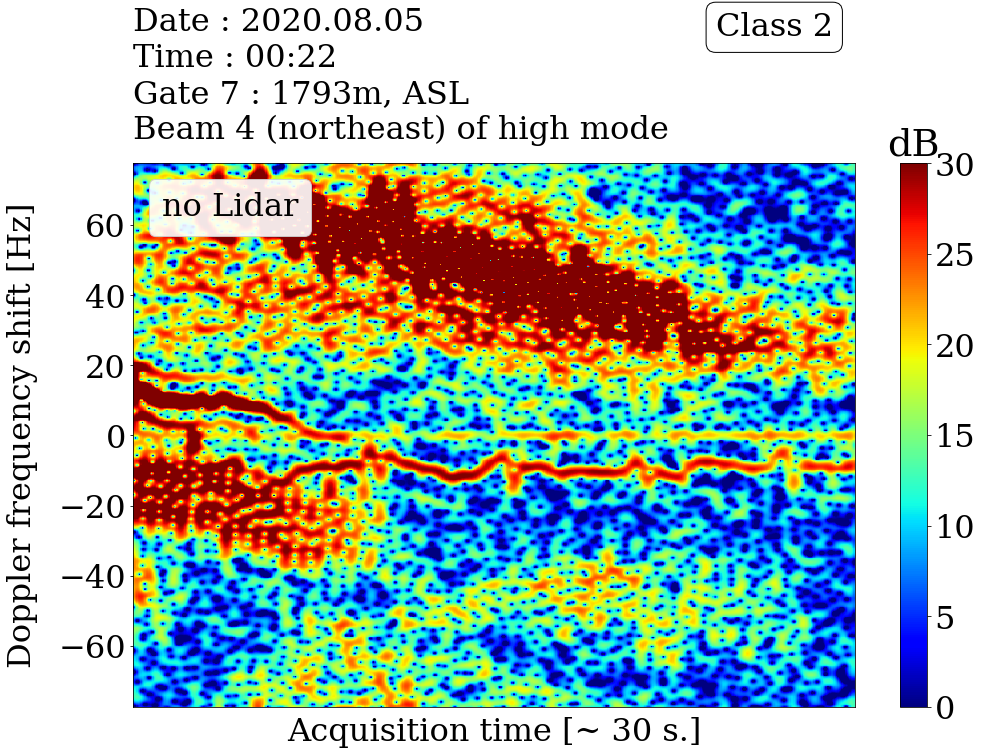 Date : 2020.08.05
Time : 00:22
Gate 7 : 1793m, ASL
Beam 4 (northeast) of high mode
Class 2
dB
no Lidar
Doppler frequency shift [Hz]
60
40
20
0
−20
−40
−60
30
25
20
15
10
5
0
Acquisition time [~ 30 s.]